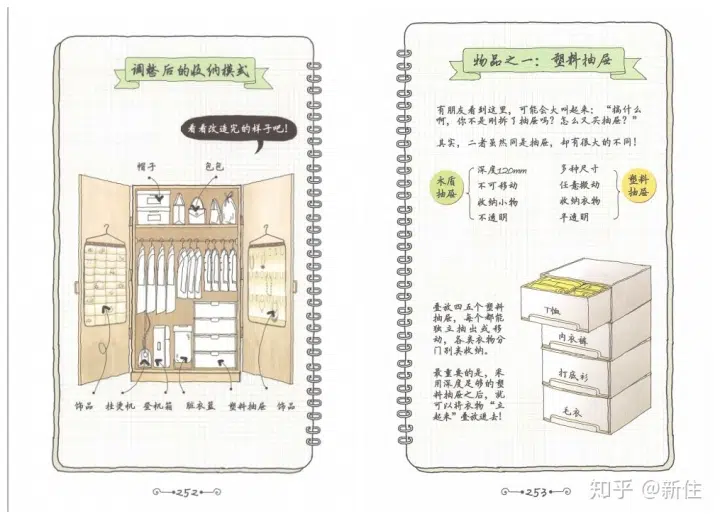 调整后的收纳模式
看看改造完的样子吧!
帽子 包包
饰品 挂烫机 登机箱 脏衣篮 塑料抽屉 饰品
252
物品之一：塑料抽屉
有朋友看到这里，可能会大叫起来：“搞什么
啊，你不是刚拆了抽屉吗？怎么又买抽屉？”
其实，二者虽然同是抽屉，却有很大的不同！
木质
抽屉
深度120mm
不可移动
收纳小物
不透明
多种尺寸
任意搬动
收纳衣物
半透明
塑料
抽屉
叠放四五个塑料
抽屉，每个都能
独立抽出或移
动，各类衣物分
门别类收纳。
最重要的是，采
用深度足够的塑
料抽屉之后，就
可以将衣物“立
起来”叠放进去！
T恤
内衣裤
打底衫
毛衣
253
知乎 @新住